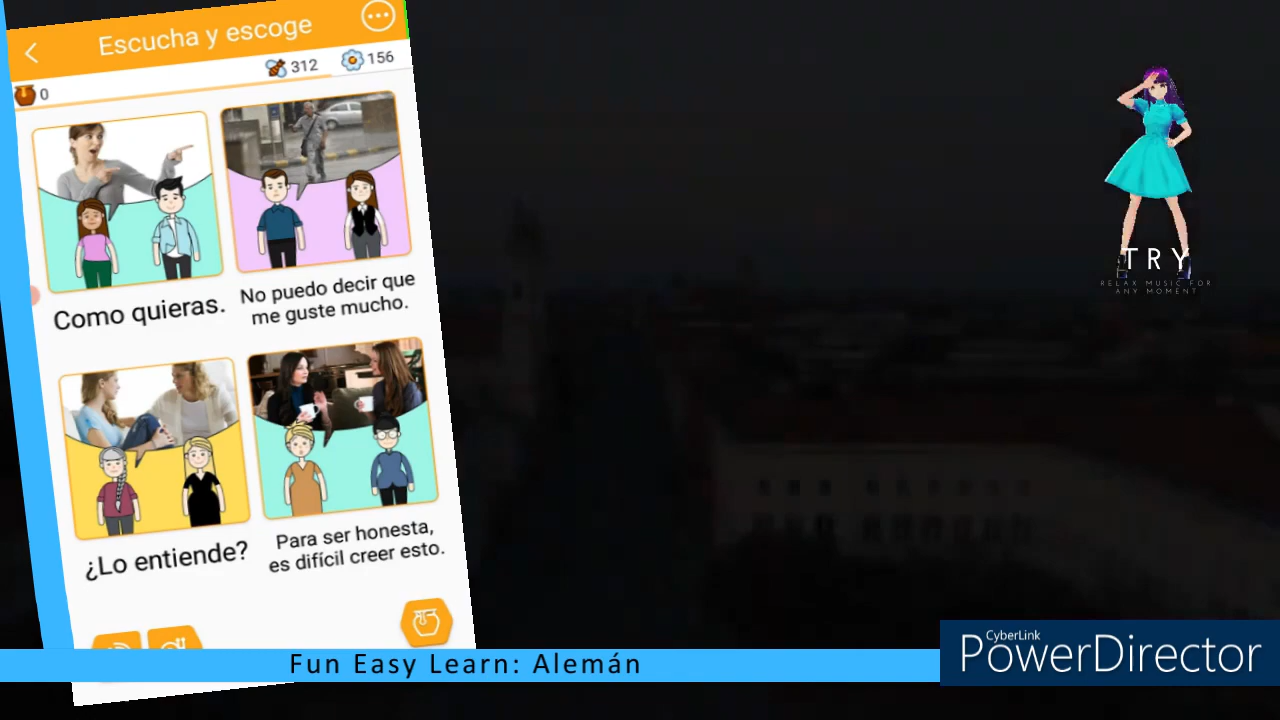 Escucha y escoge
312
156
0
Como quieras.
No puedo decir que
me guste mucho.
¿Lo entiende?
Para ser honesta,
es difícil creer esto.
TRY
RELAX MUSIC FOR
ANY MOMENT
Fun Easy Learn: Alemán
CyberLink
PowerDirector